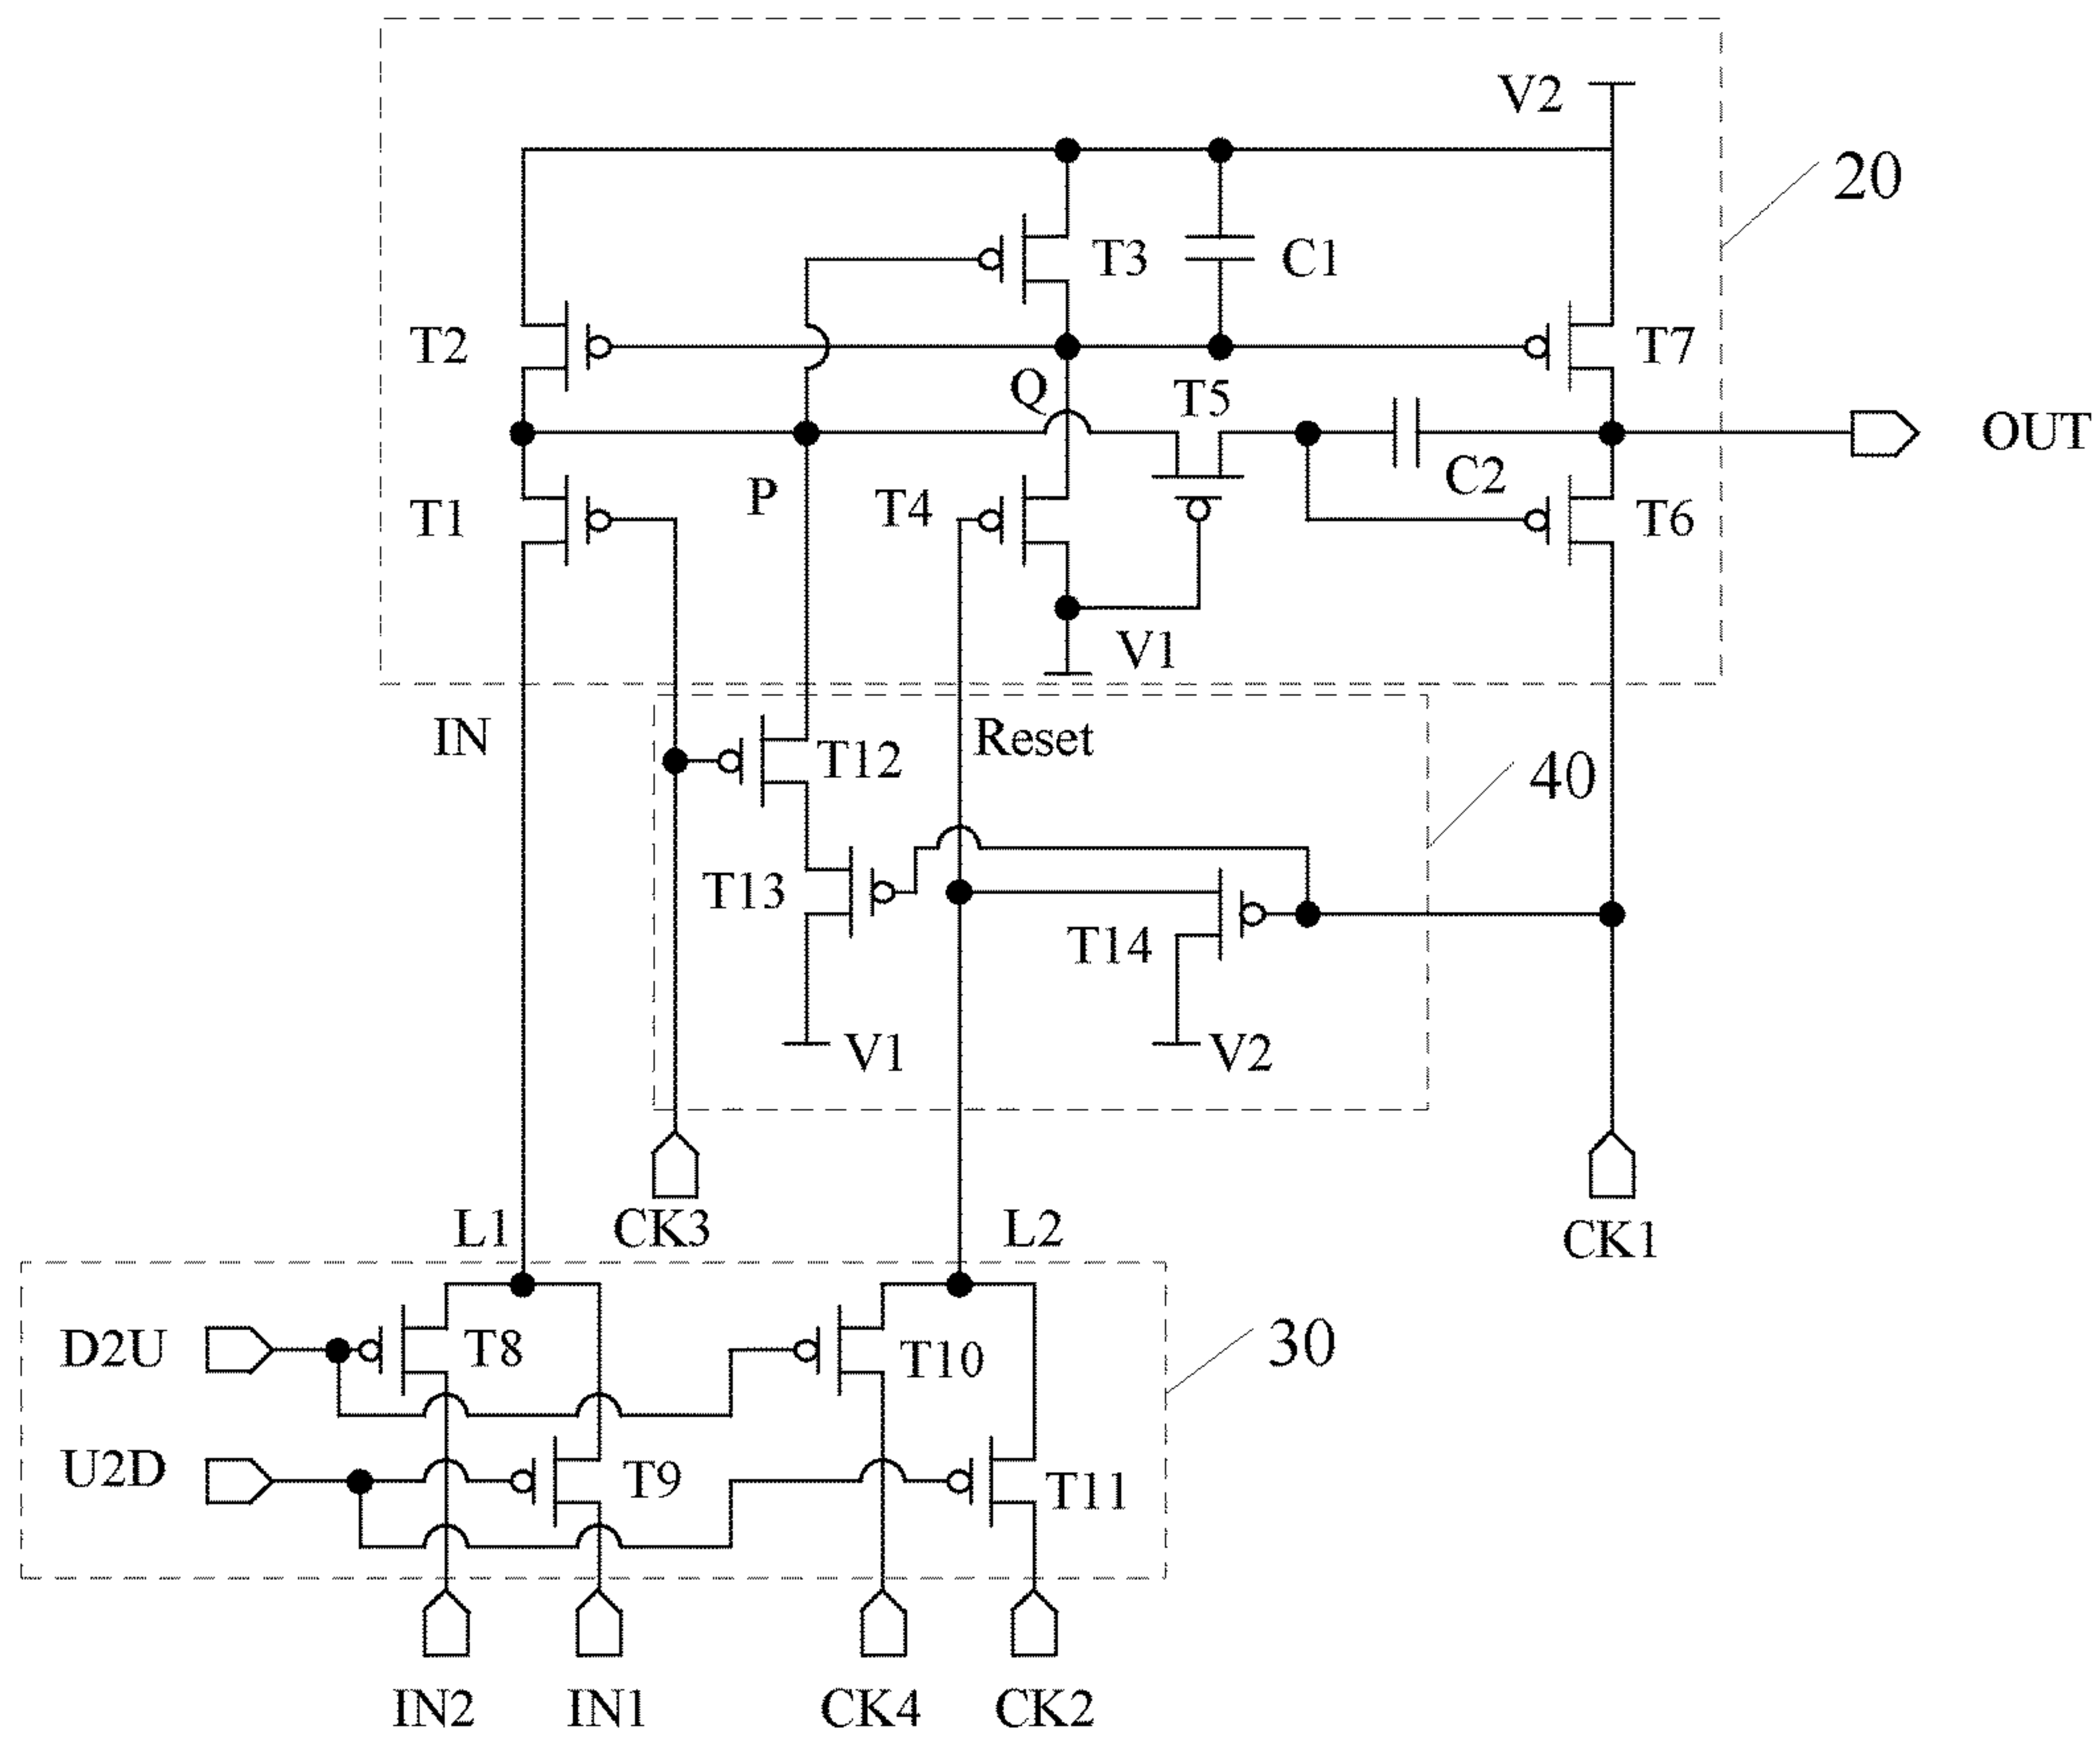 V2
20
T3
C1
T2
T7
Q
T5
OUT
P
C2
T1
T4
T6
V1
IN
Reset
T12
40
T13
T14
V1
V2
L1
CK3
L2
CK1
D2U
T8
T10
30
U2D
T9
T11
IN2
IN1
CK4
CK2